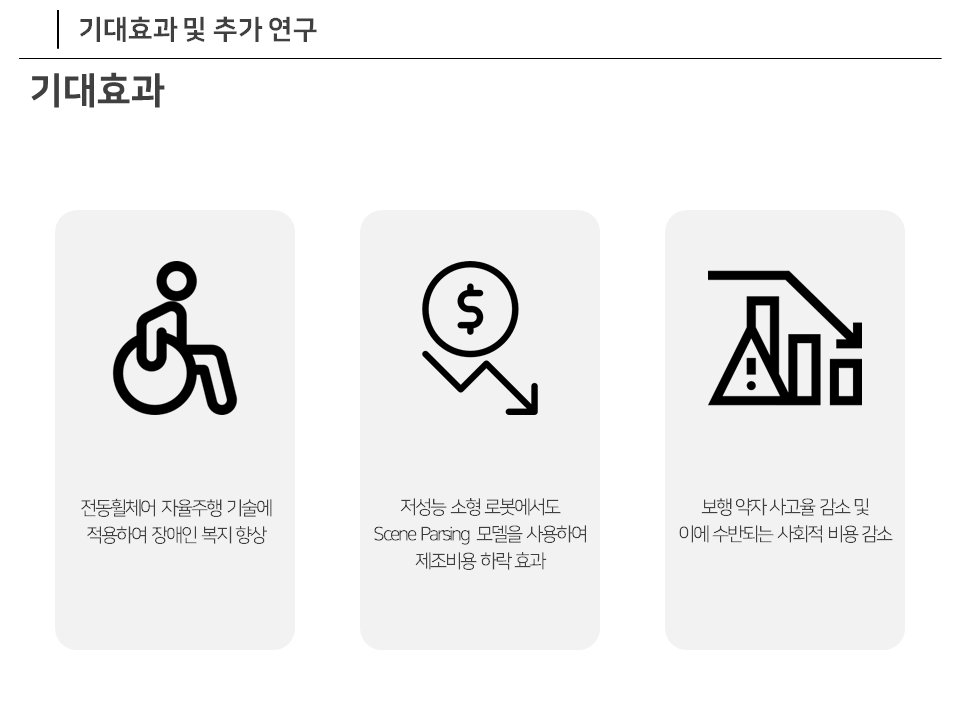 기대효과 및 추가 연구
기대효과
$
전동휠체어 자율주행 기술에
적용하여 장애인 복지 향상
저성능 소형 로봇에서도
Scene Parsing 모델을 사용하여
제조비용 하락 효과
보행 약자 사고율 감소 및
이에 수반되는 사회적 비용 감소